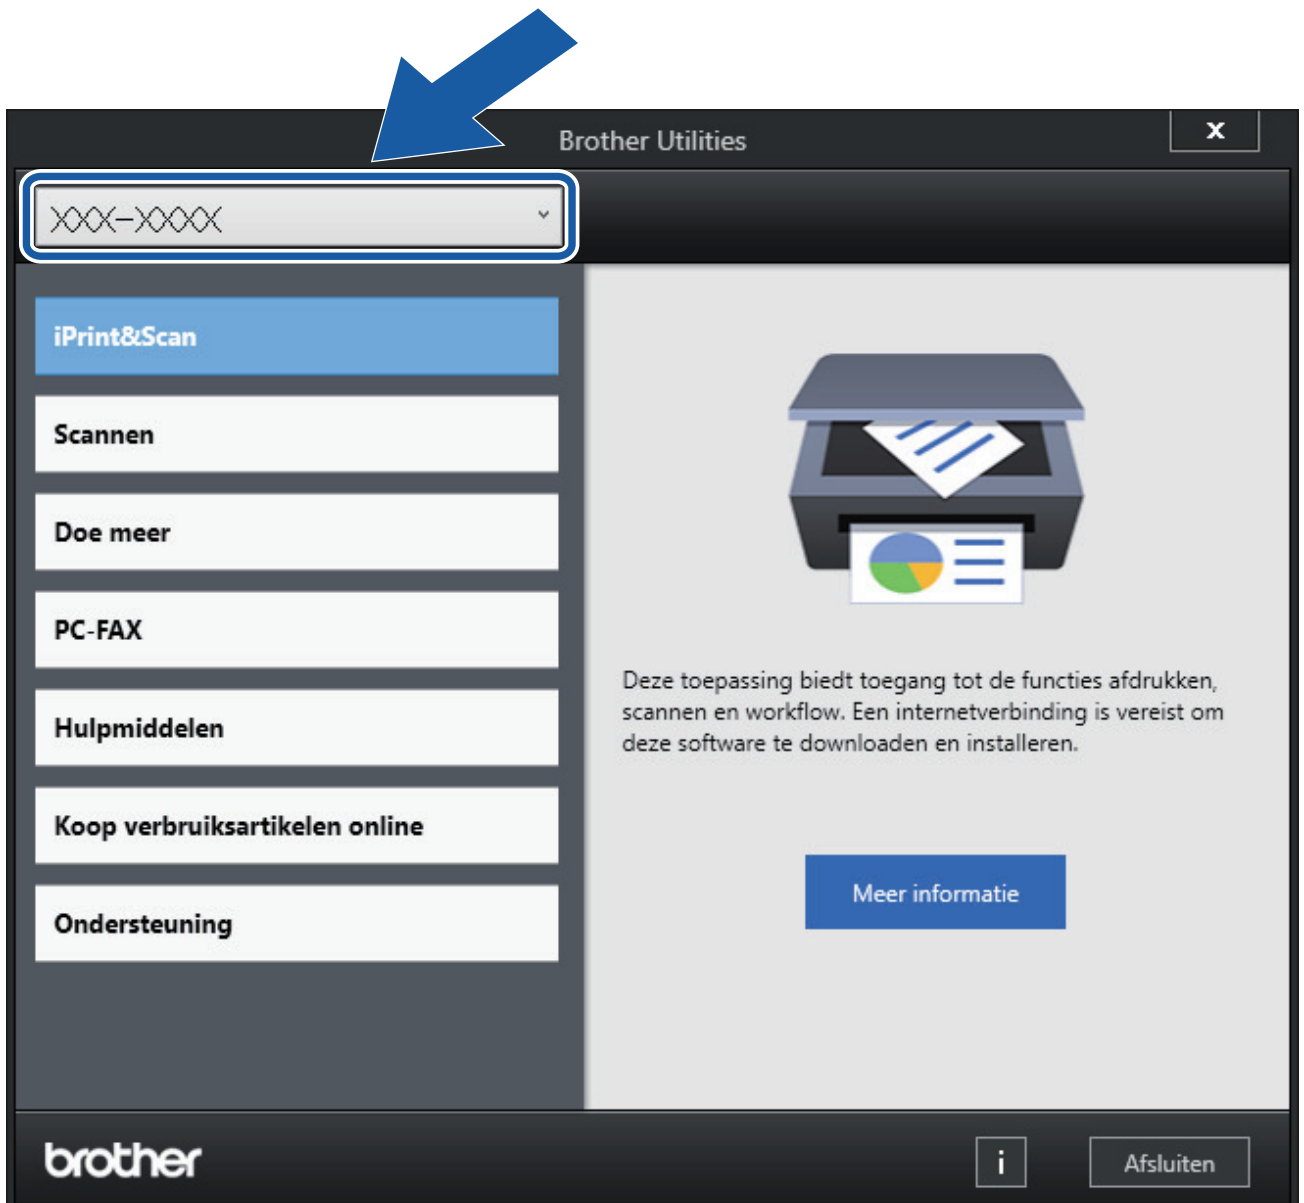 Brother Utilities
X
XXX-XXXX
iPrint&Scan
Scannen
Doe meer
PC-FAX
Hulpmiddelen
Koop verbruiksartikelen online
Ondersteuning
Deze toepassing biedt toegang tot de functies afdrukken,
scannen en workflow. Een internetverbinding is vereist om
deze software te downloaden en installeren.
Meer informatie
brother
i
Afsluiten